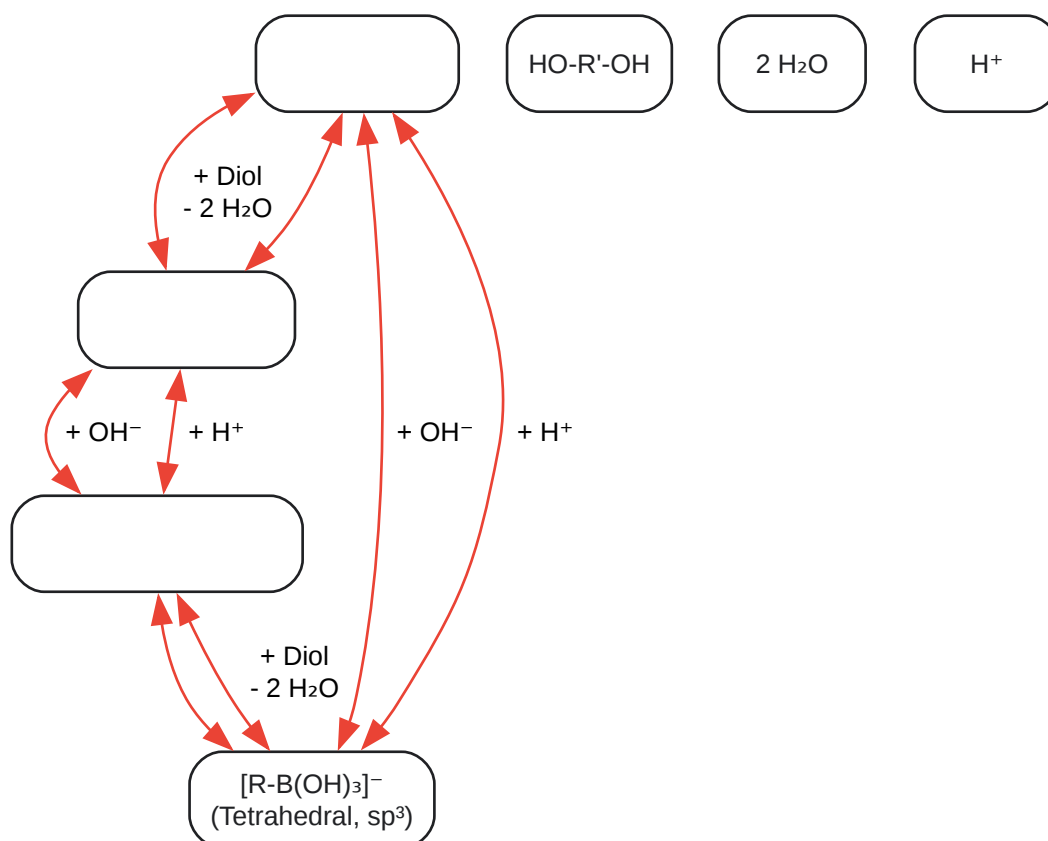 HO-R'-OH
2 H₂O
H⁺
+ Diol
- 2 H₂O
+ OH⁻
+ H⁺
+ OH⁻
+ H⁺
+ Diol
- 2 H₂O
[R-B(OH)₃]⁻
(Tetrahedral, sp³)